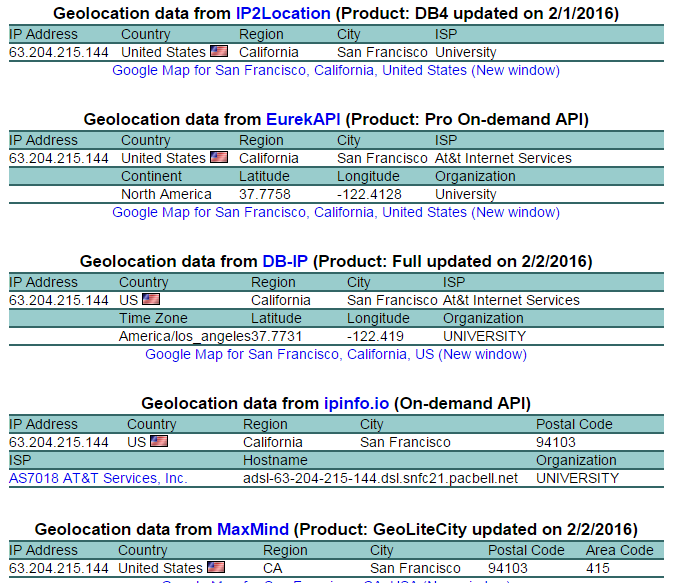 Geolocation data from IP2Location (Product: DB4 updated on 2/1/2016)
IP Address Country Region City ISP
63.204.215.144 United States California San Francisco University
Google Map for San Francisco, California, United States (New window)
Geolocation data from EurekAPI (Product: Pro On-demand API)
IP Address Country Region City ISP
63.204.215.144 United States California San Francisco At&t Internet Services
Continent Latitude Longitude Organization
North America 37.7758 -122.4128 University
Google Map for San Francisco, California, United States (New window)
Geolocation data from DB-IP (Product: Full updated on 2/2/2016)
IP Address Country Region City ISP
63.204.215.144 US California San Francisco At&t Internet Services
Time Zone Latitude Longitude Organization
America/los_angeles 37.7731 -122.419 UNIVERSITY
Google Map for San Francisco, California, US (New window)
Geolocation data from ipinfo.io (On-demand API)
IP Address Country Region City Postal Code
63.204.215.144 US California San Francisco 94103
ISP Hostname Organization
AS7018 AT&T Services, Inc. adsl-63-204-215-144.dsl.snfc21.pacbell.net UNIVERSITY
Geolocation data from MaxMind (Product: GeoLiteCity updated on 2/2/2016)
IP Address Country Region City Postal Code Area Code
63.204.215.144 United States CA San Francisco 94103 415
Google Map for San Francisco, CA, USA (New window)